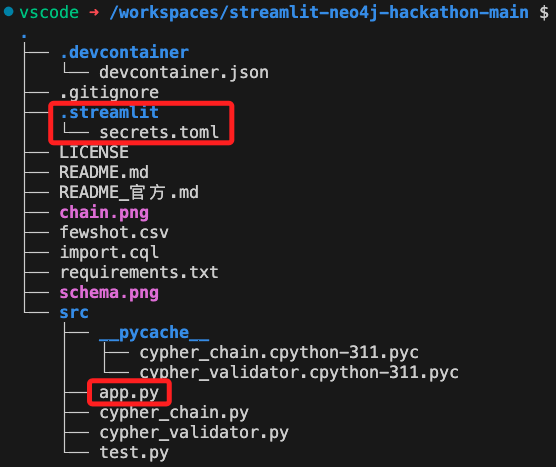 vscode ➜ /workspaces/streamlit-neo4j-hackathon-main $
.
├── .devcontainer
│   └── devcontainer.json
├── .gitignore
├── .streamlit
│   └── secrets.toml
├── LICENSE
├── README.md
├── README_官方.md
├── chain.png
├── fewshot.csv
├── import.cql
├── requirements.txt
├── schema.png
└── src
    ├── __pycache__
    │   ├── cypher_chain.cpython-311.pyc
    │   └── cypher_validator.cpython-311.pyc
    ├── app.py
    ├── cypher_chain.py
    ├── cypher_validator.py
    └── test.py